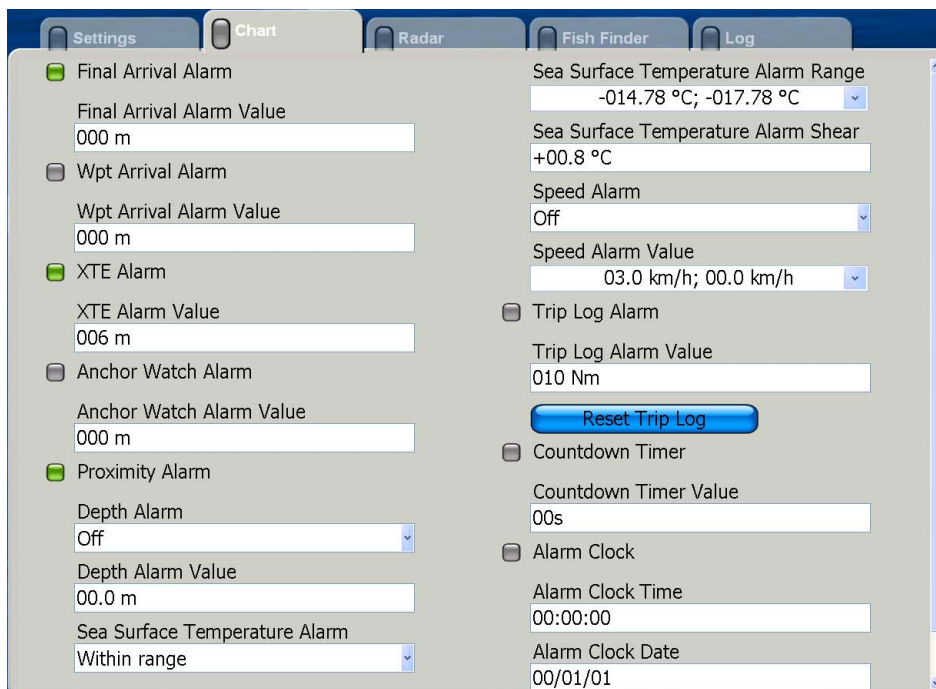 Settings
Chart
Radar
Fish Finder
Log
Final Arrival Alarm
Final Arrival Alarm Value
000 m
Wpt Arrival Alarm
Wpt Arrival Alarm Value
000 m
XTE Alarm
XTE Alarm Value
006 m
Anchor Watch Alarm
Anchor Watch Alarm Value
000 m
Proximity Alarm
Depth Alarm
Off
Depth Alarm Value
00.0 m
Sea Surface Temperature Alarm
Within range
Sea Surface Temperature Alarm Range
-014.78 °C; -017.78 °C
Sea Surface Temperature Alarm Shear
+00.8 °C
Speed Alarm
Off
Speed Alarm Value
03.0 km/h; 00.0 km/h
Trip Log Alarm
Trip Log Alarm Value
010 Nm
Reset Trip Log
Countdown Timer
Countdown Timer Value
00s
Alarm Clock
Alarm Clock Time
00:00:00
Alarm Clock Date
00/01/01